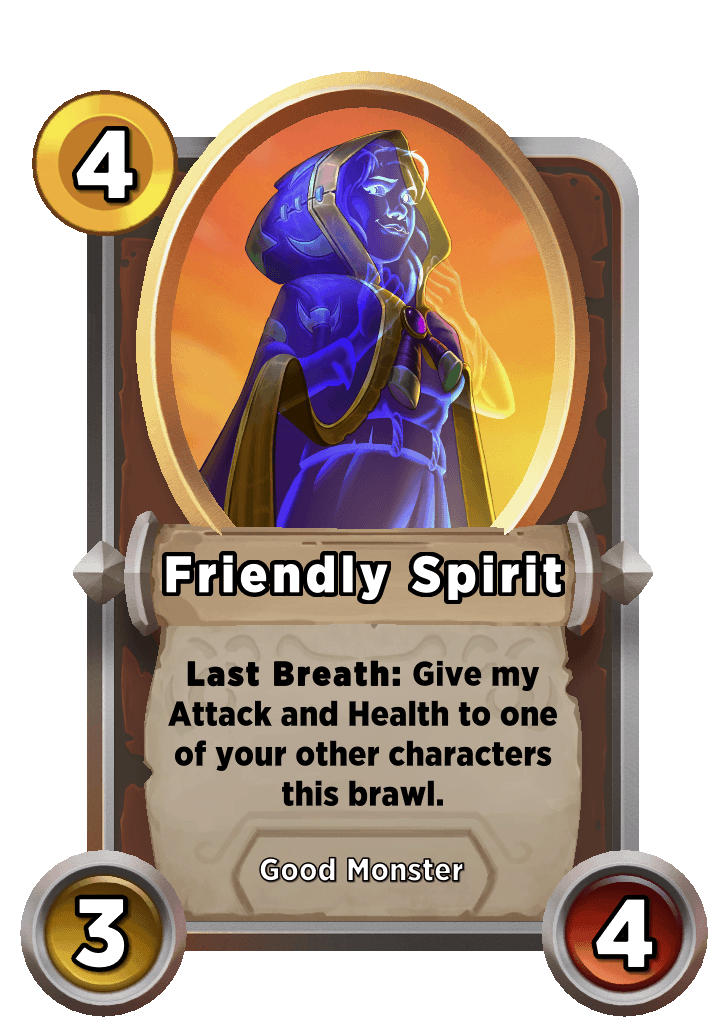 4
Friendly Spirit
Last Breath: Give my
Attack and Health to one
of your other characters
this brawl.
Good Monster
3
4